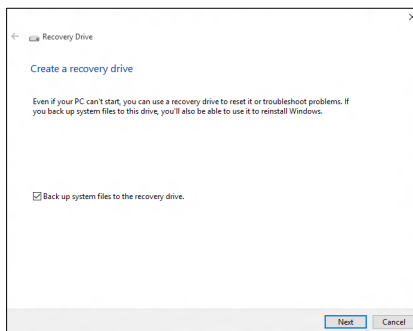 Recovery Drive
Create a recovery drive
Even if your PC can't start, you can use a recovery drive to reset it or troubleshoot problems. If
you back up system files to this drive, you'll also be able to use it to reinstall Windows.
Back up system files to the recovery drive.
Next Cancel